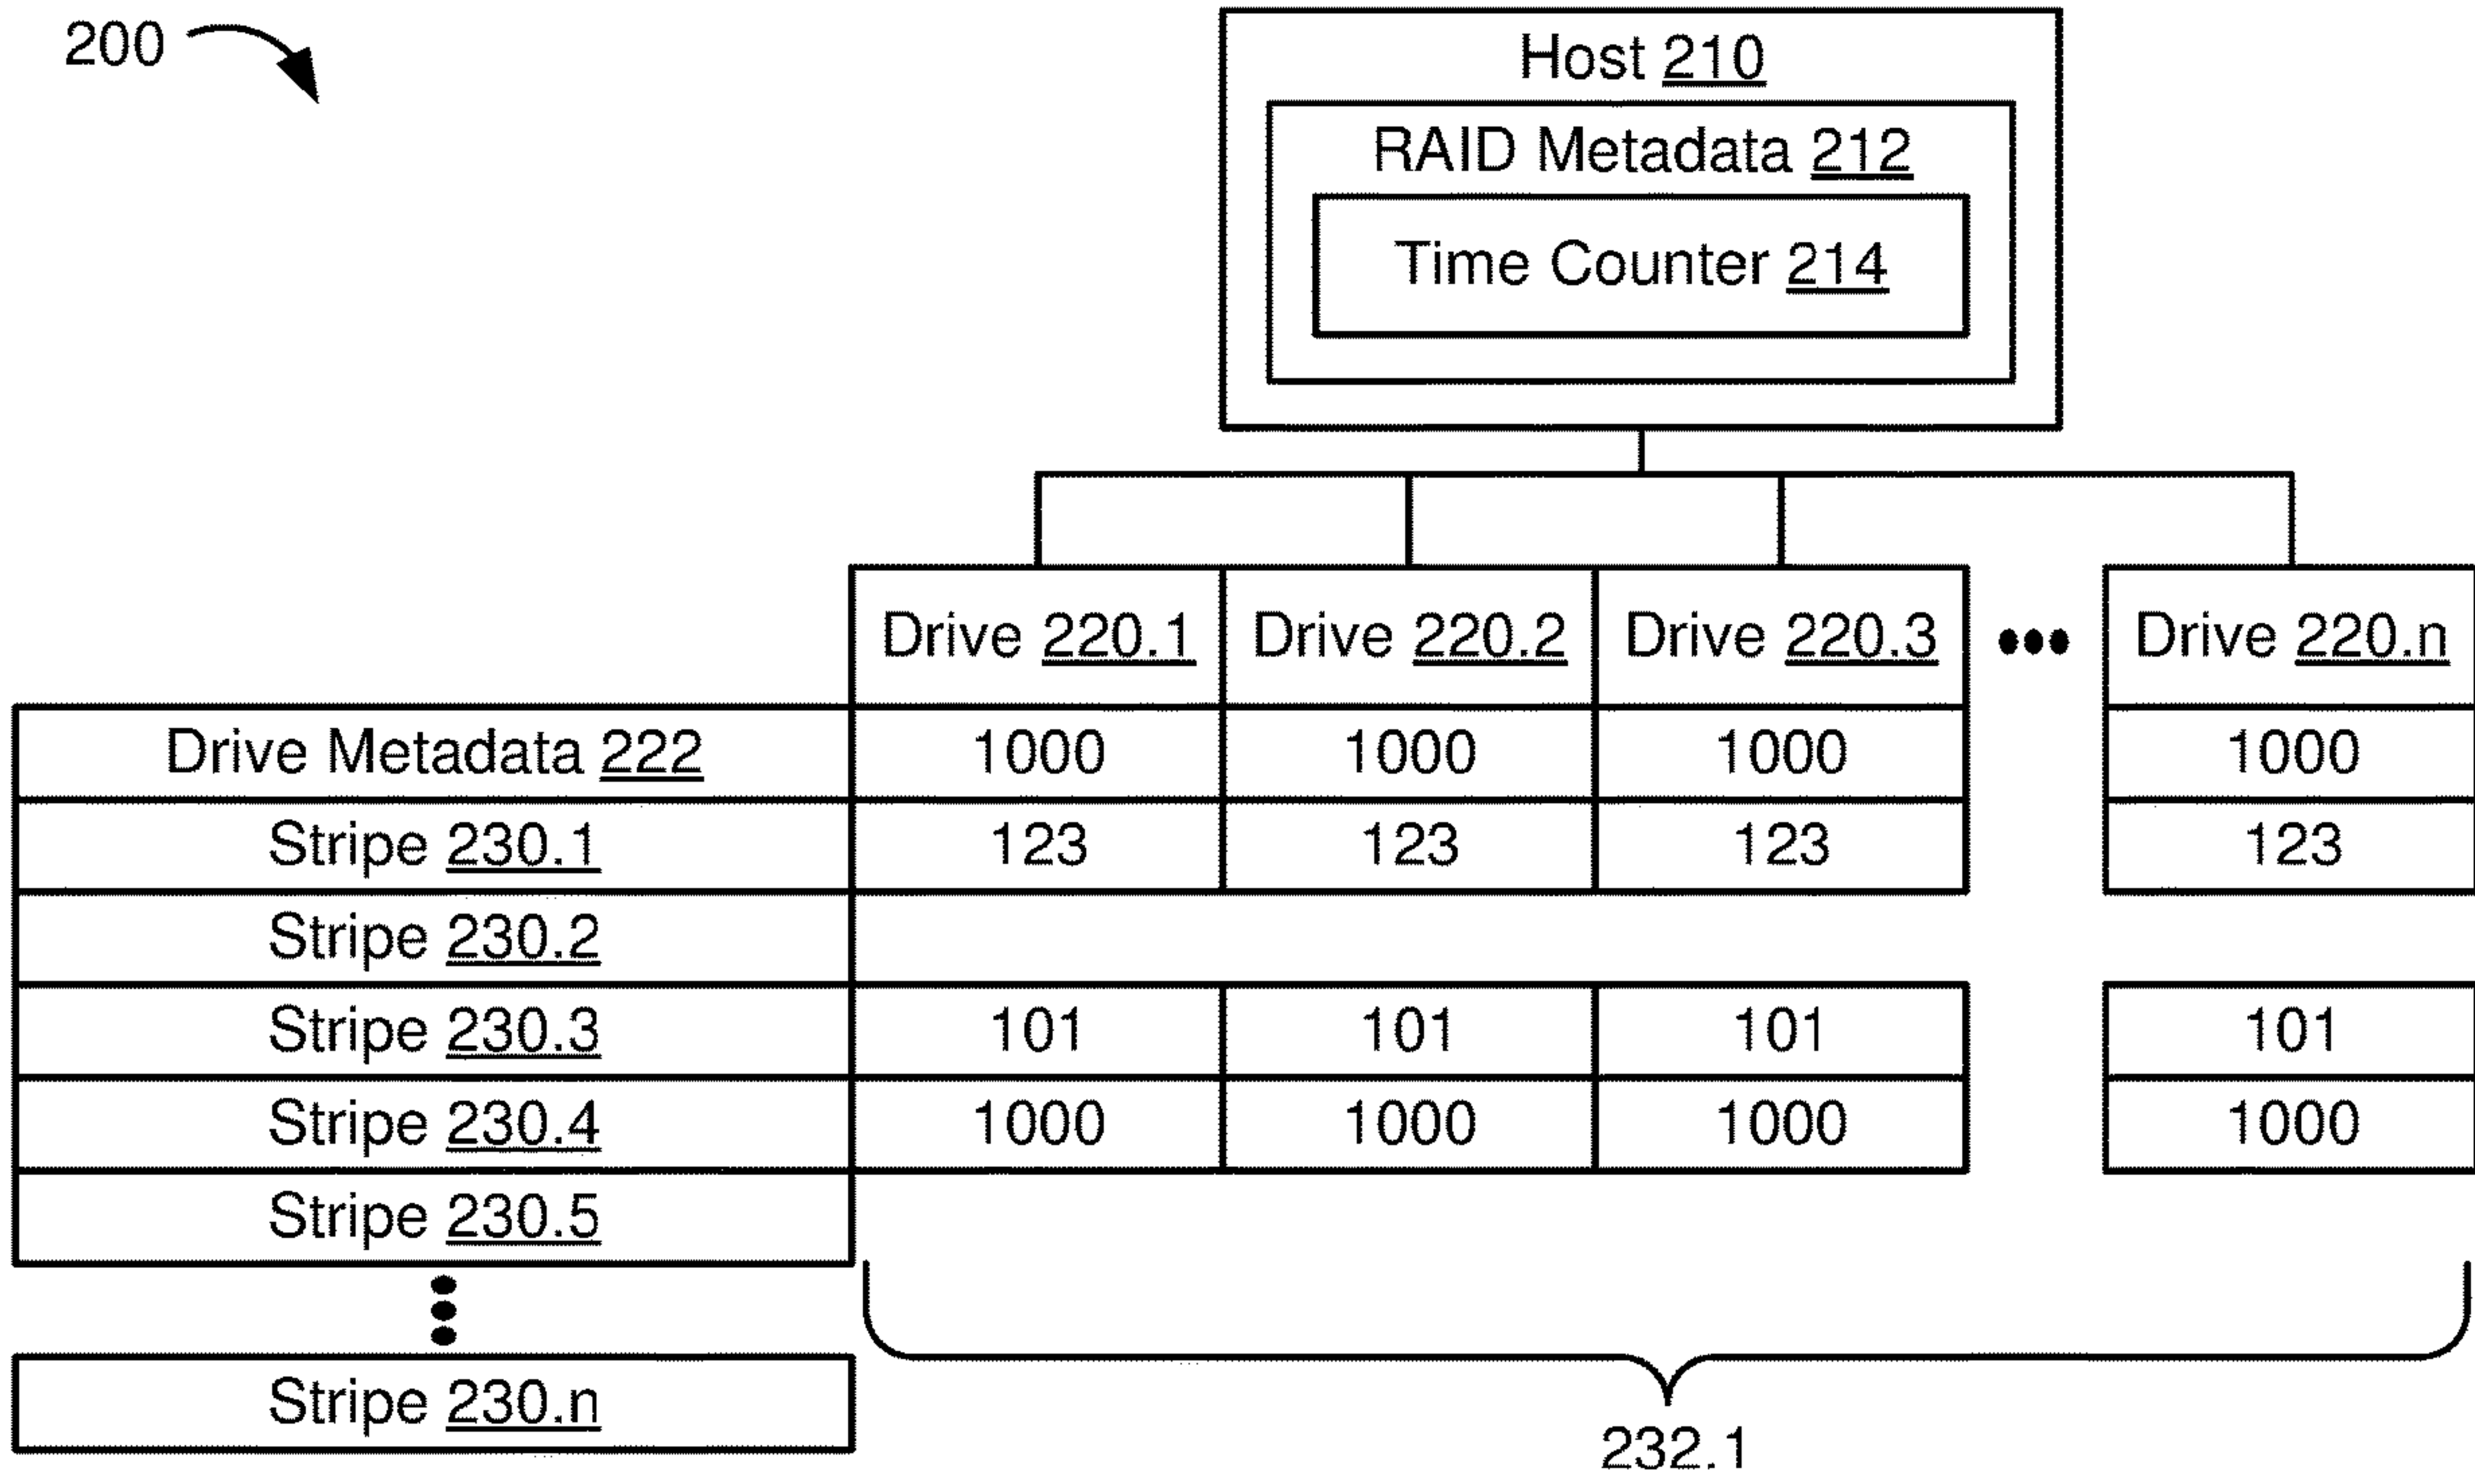 200
Host 210
RAID Metadata 212
Time Counter 214
Drive 220.1 Drive 220.2 Drive 220.3 ••• Drive 220.n
Drive Metadata 222 1000 1000 1000 1000
Stripe 230.1 123 123 123 123
Stripe 230.2
Stripe 230.3 101 101 101 101
Stripe 230.4 1000 1000 1000 1000
Stripe 230.5
Stripe 230.n
232.1